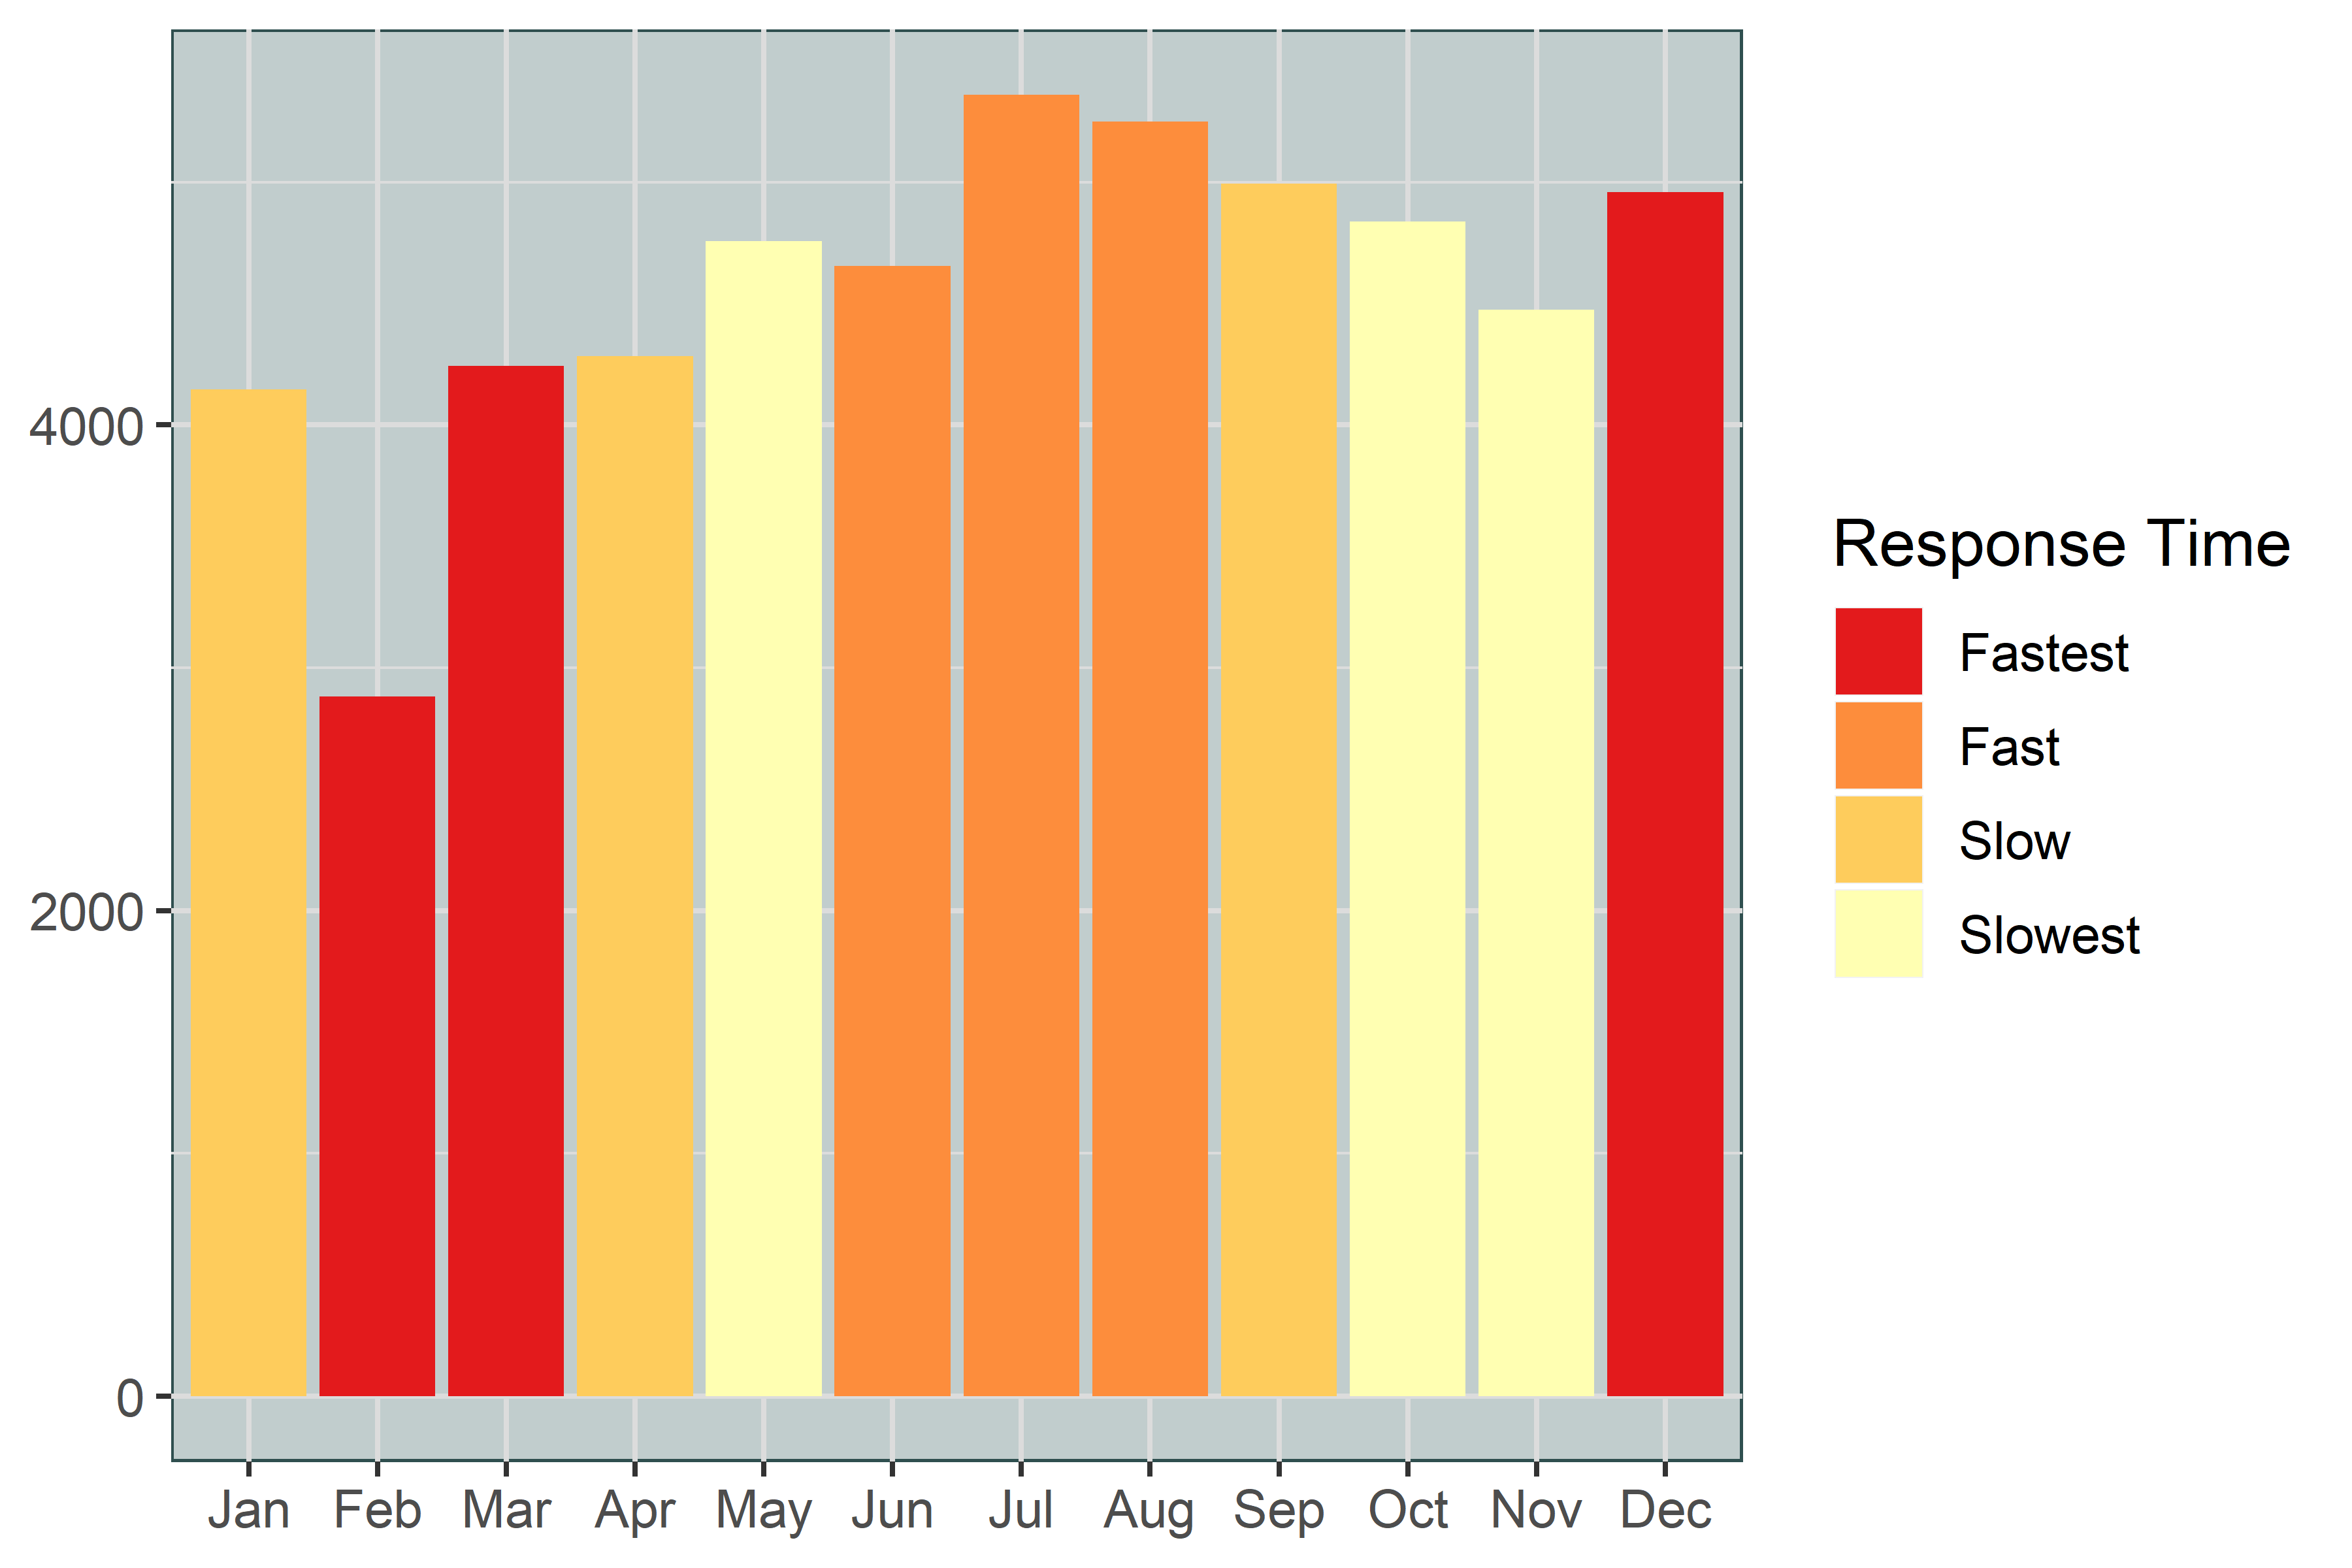 4000
2000
0
Jan Feb Mar Apr May Jun Jul Aug Sep Oct Nov Dec
Response Time
Fastest
Fast
Slow
Slowest